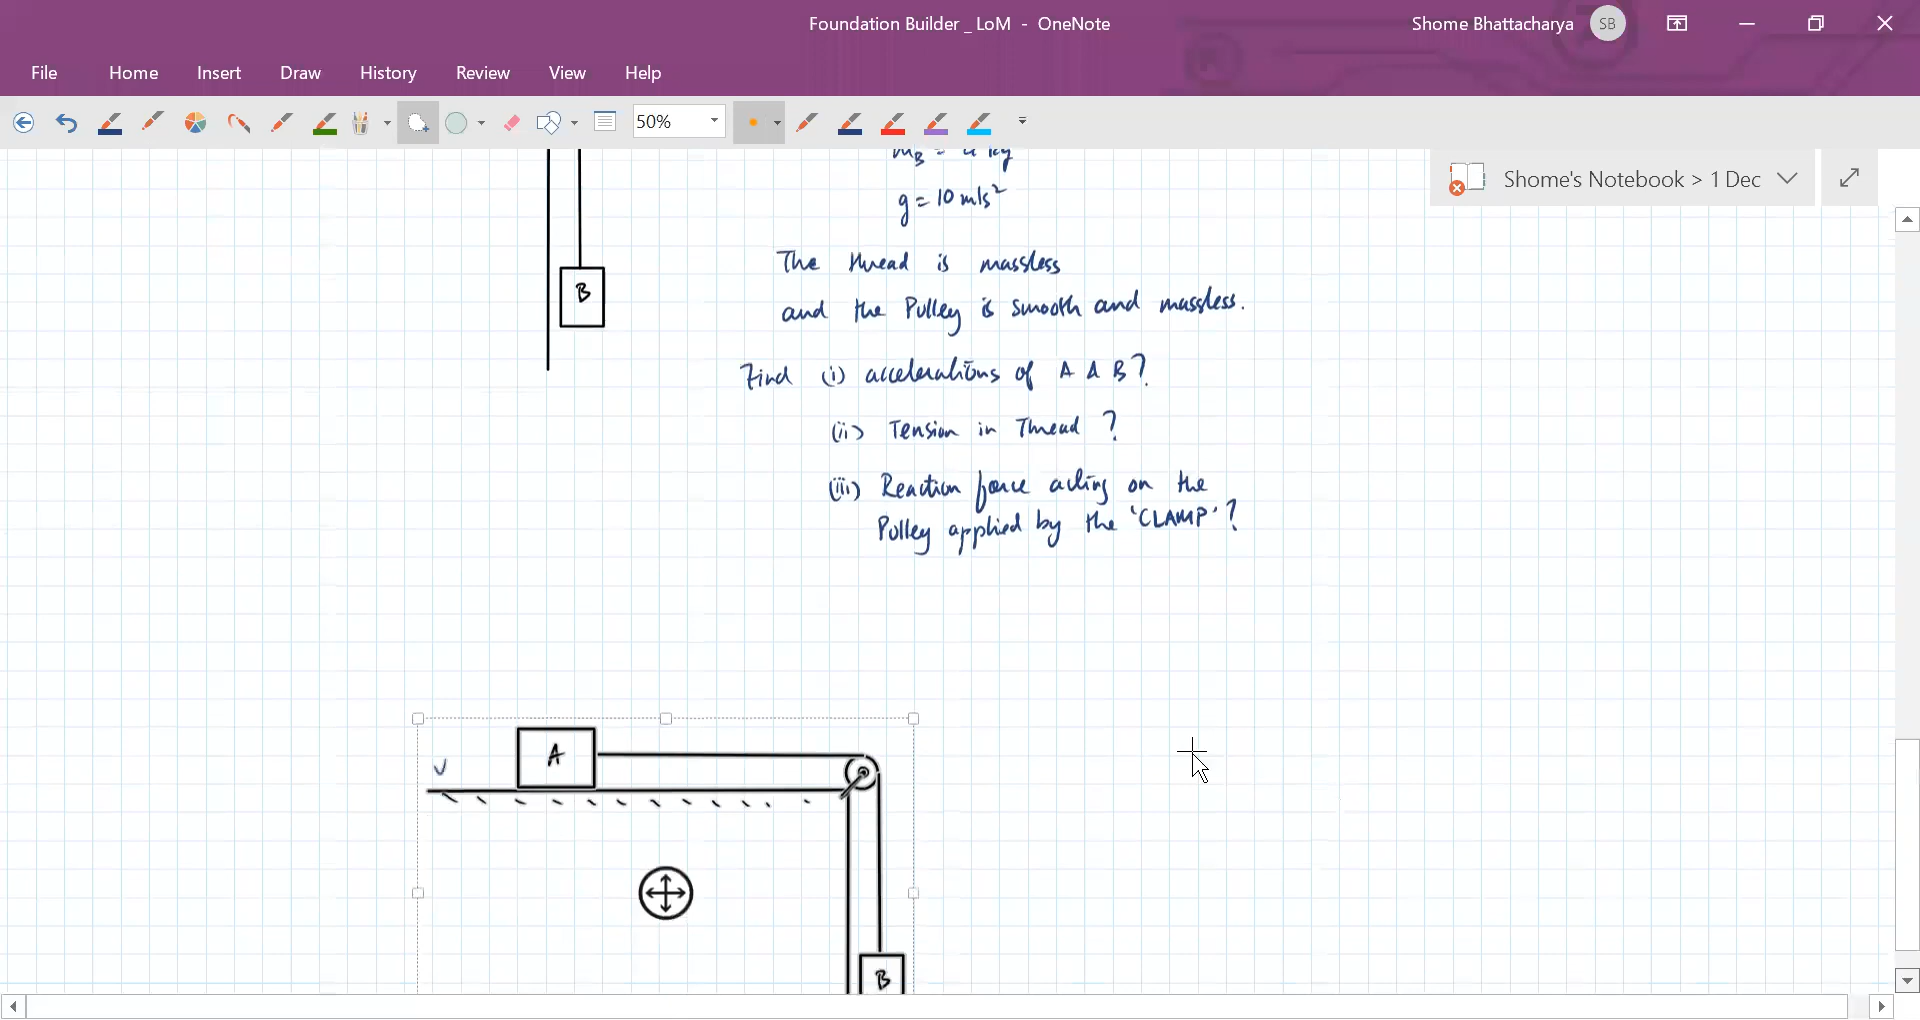 Foundation Builder _ LoM - OneNote
Shome Bhattacharya SB
File Home Insert Draw History Review View Help
50%
Shome's Notebook > 1 Dec
g = 10 m/s²
The thread is massless
and the Pulley is smooth and massless.
Find (i) accelerations of A & B?
(ii) Tension in Thread ?
(iii) Reaction force acting on the
Pulley applied by the 'CLAMP'?
B
A
B